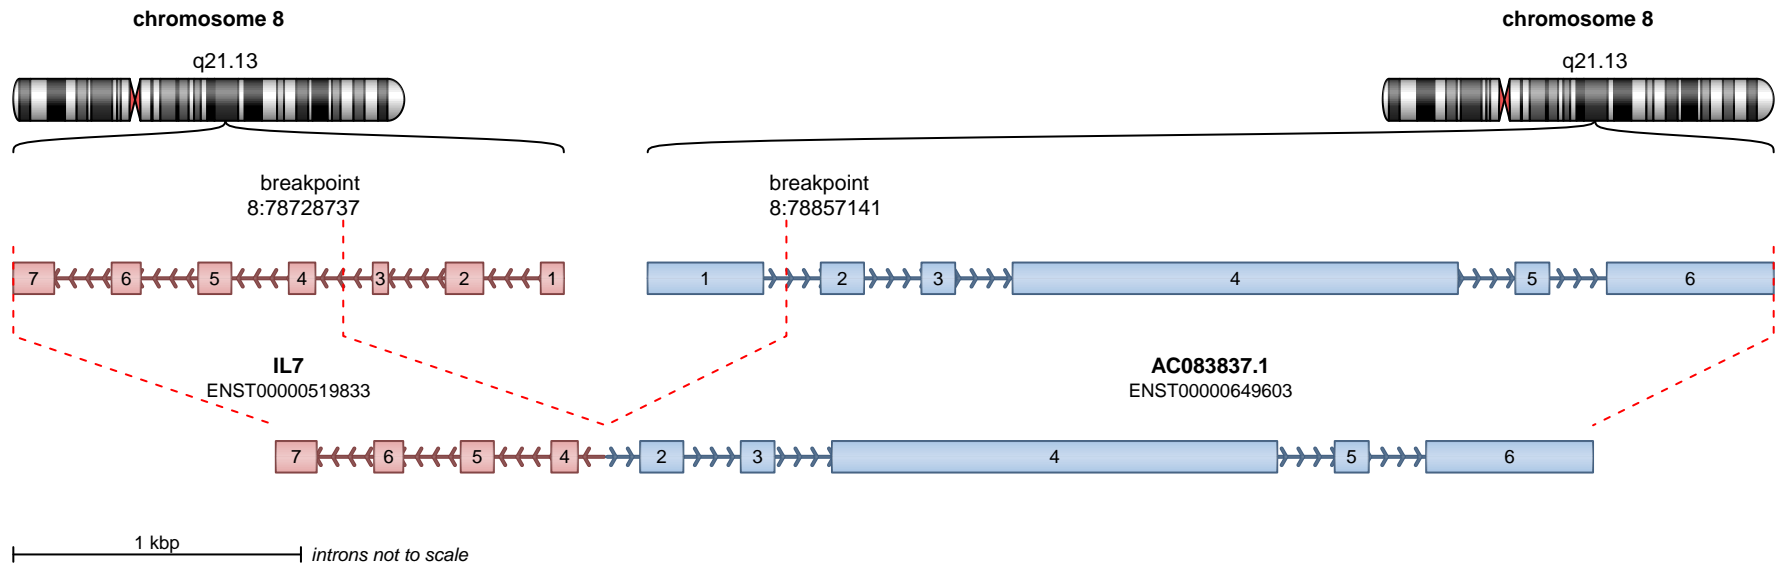 chromosome 8
chromosome 8
q21.13
q21.13
breakpoint
8:78728737
breakpoint
8:78857141
7 6 5 4 3 2 1
1 2 3 4 5 6
IL7
ENST00000519833
AC083837.1
ENST00000649603
7 6 5 4 2 3 4 5 6
1 kbp
introns not to scale